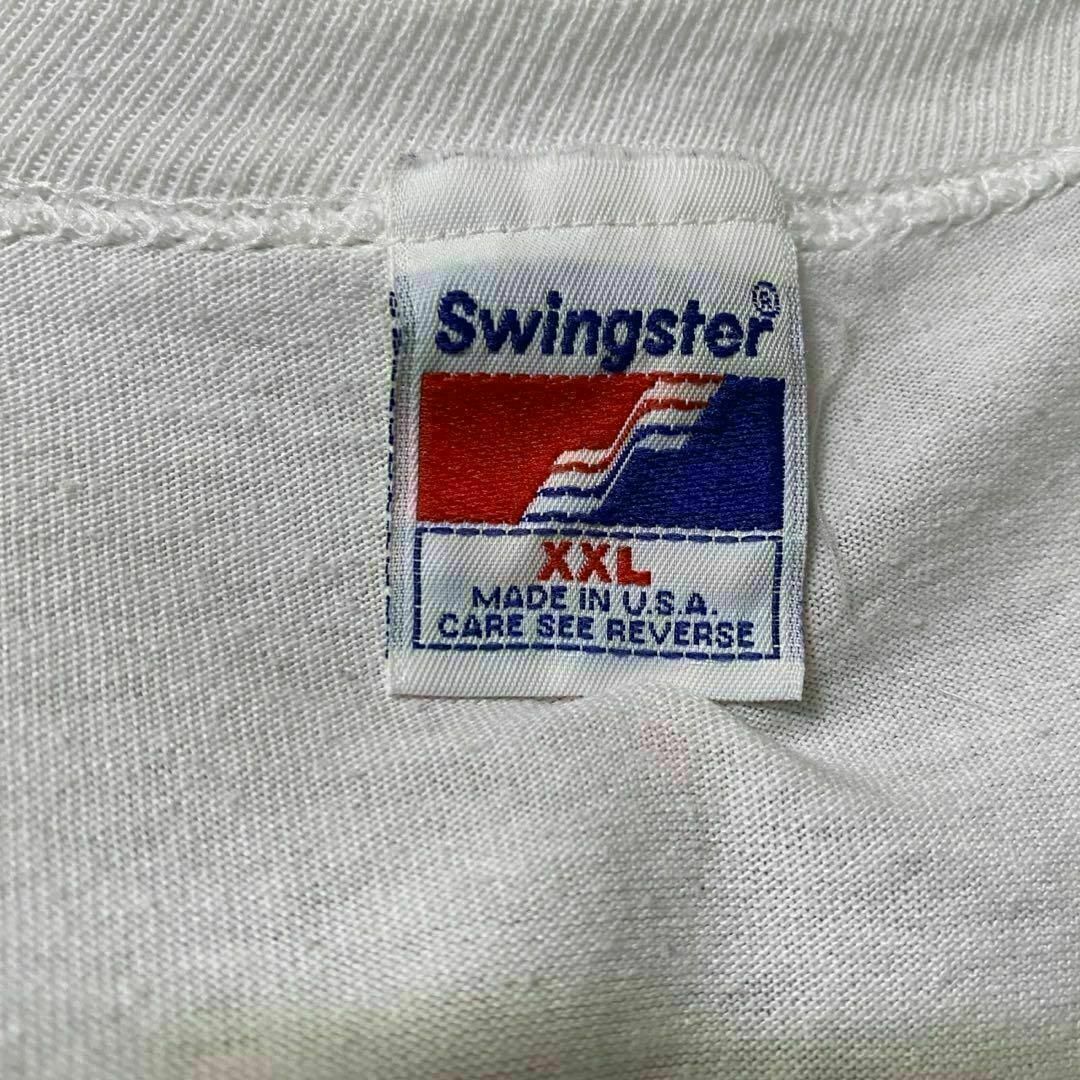 Swingster®
XXL
MADE IN U.S.A.
CARE SEE REVERSE